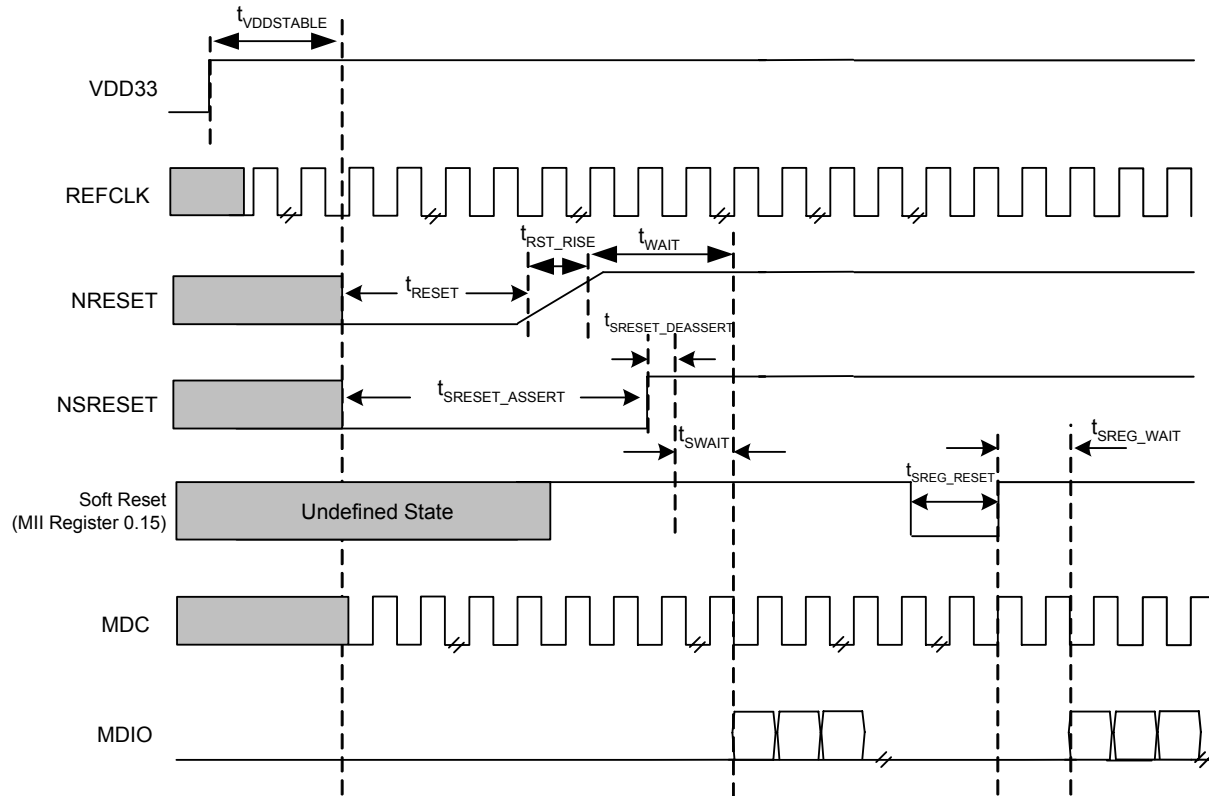 tVDDSTABLE
VDD33
REFCLK
tRST_RISE
tWAIT
NRESET
tRESET
tSRESET_DEASSERT
NSRESET
tSRESET_ASSERT
tSWAIT
tSREG_WAIT
tSREG_RESET
Soft Reset
(MII Register 0.15)
Undefined State
MDC
MDIO